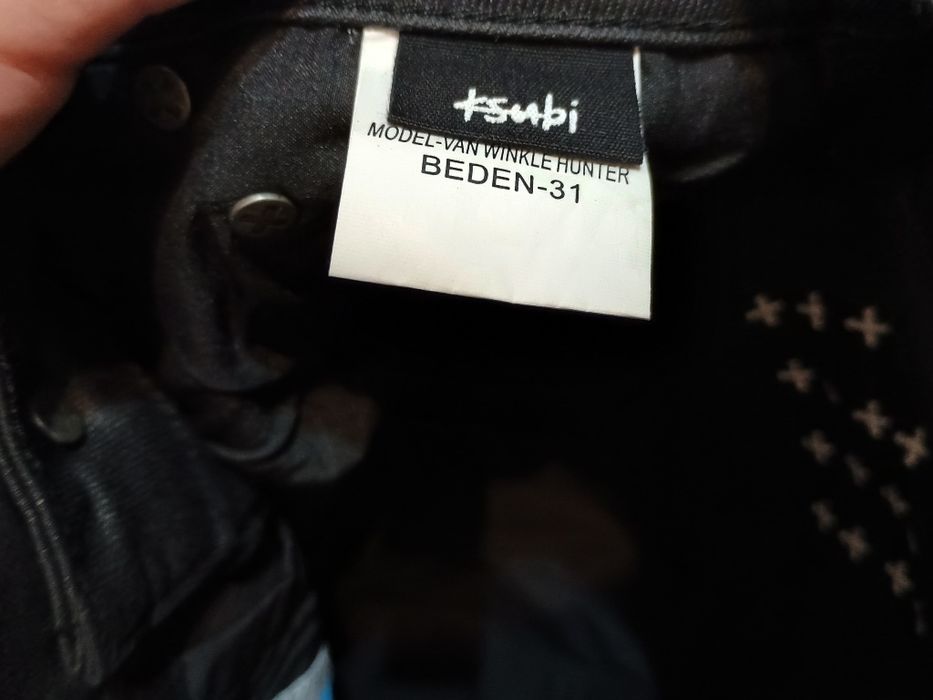 ksubi
MODEL-VAN WINKLE HUNTER
BEDEN-31